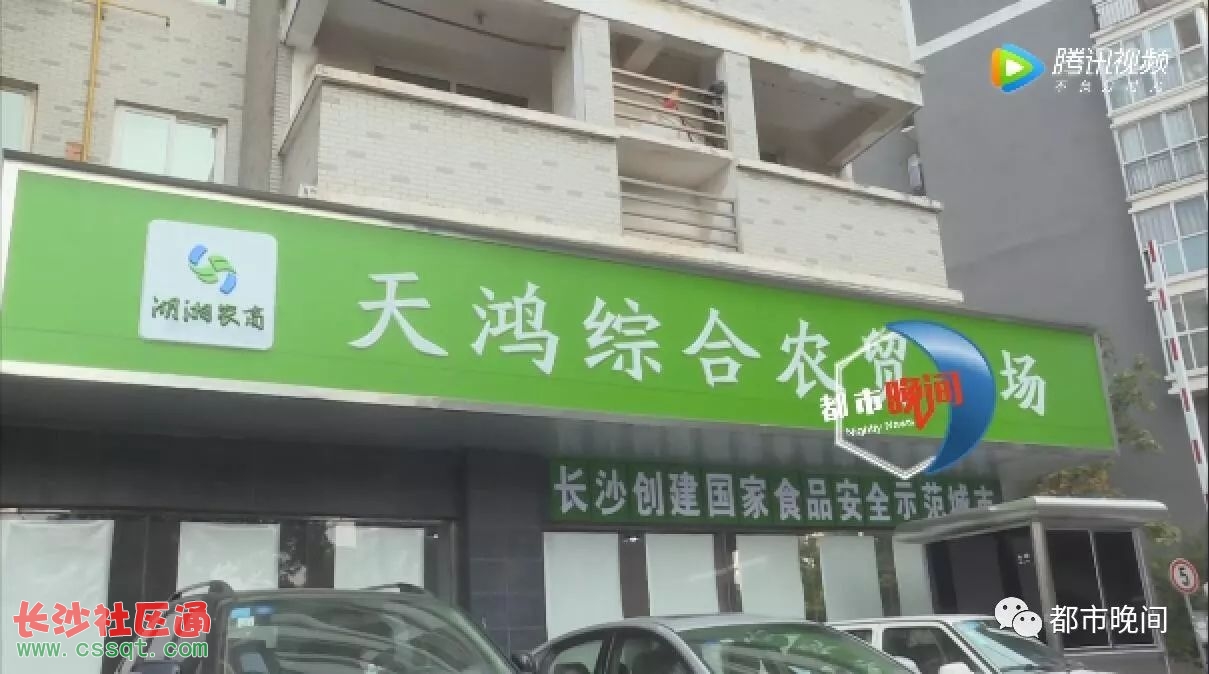 腾讯视频
湖湘农商
天鸿综合农贸 场
都市晚间
Nightly News
长沙创建国家食品安全示范城市
5
长沙社区通
www.cssqt.com
都市晚间